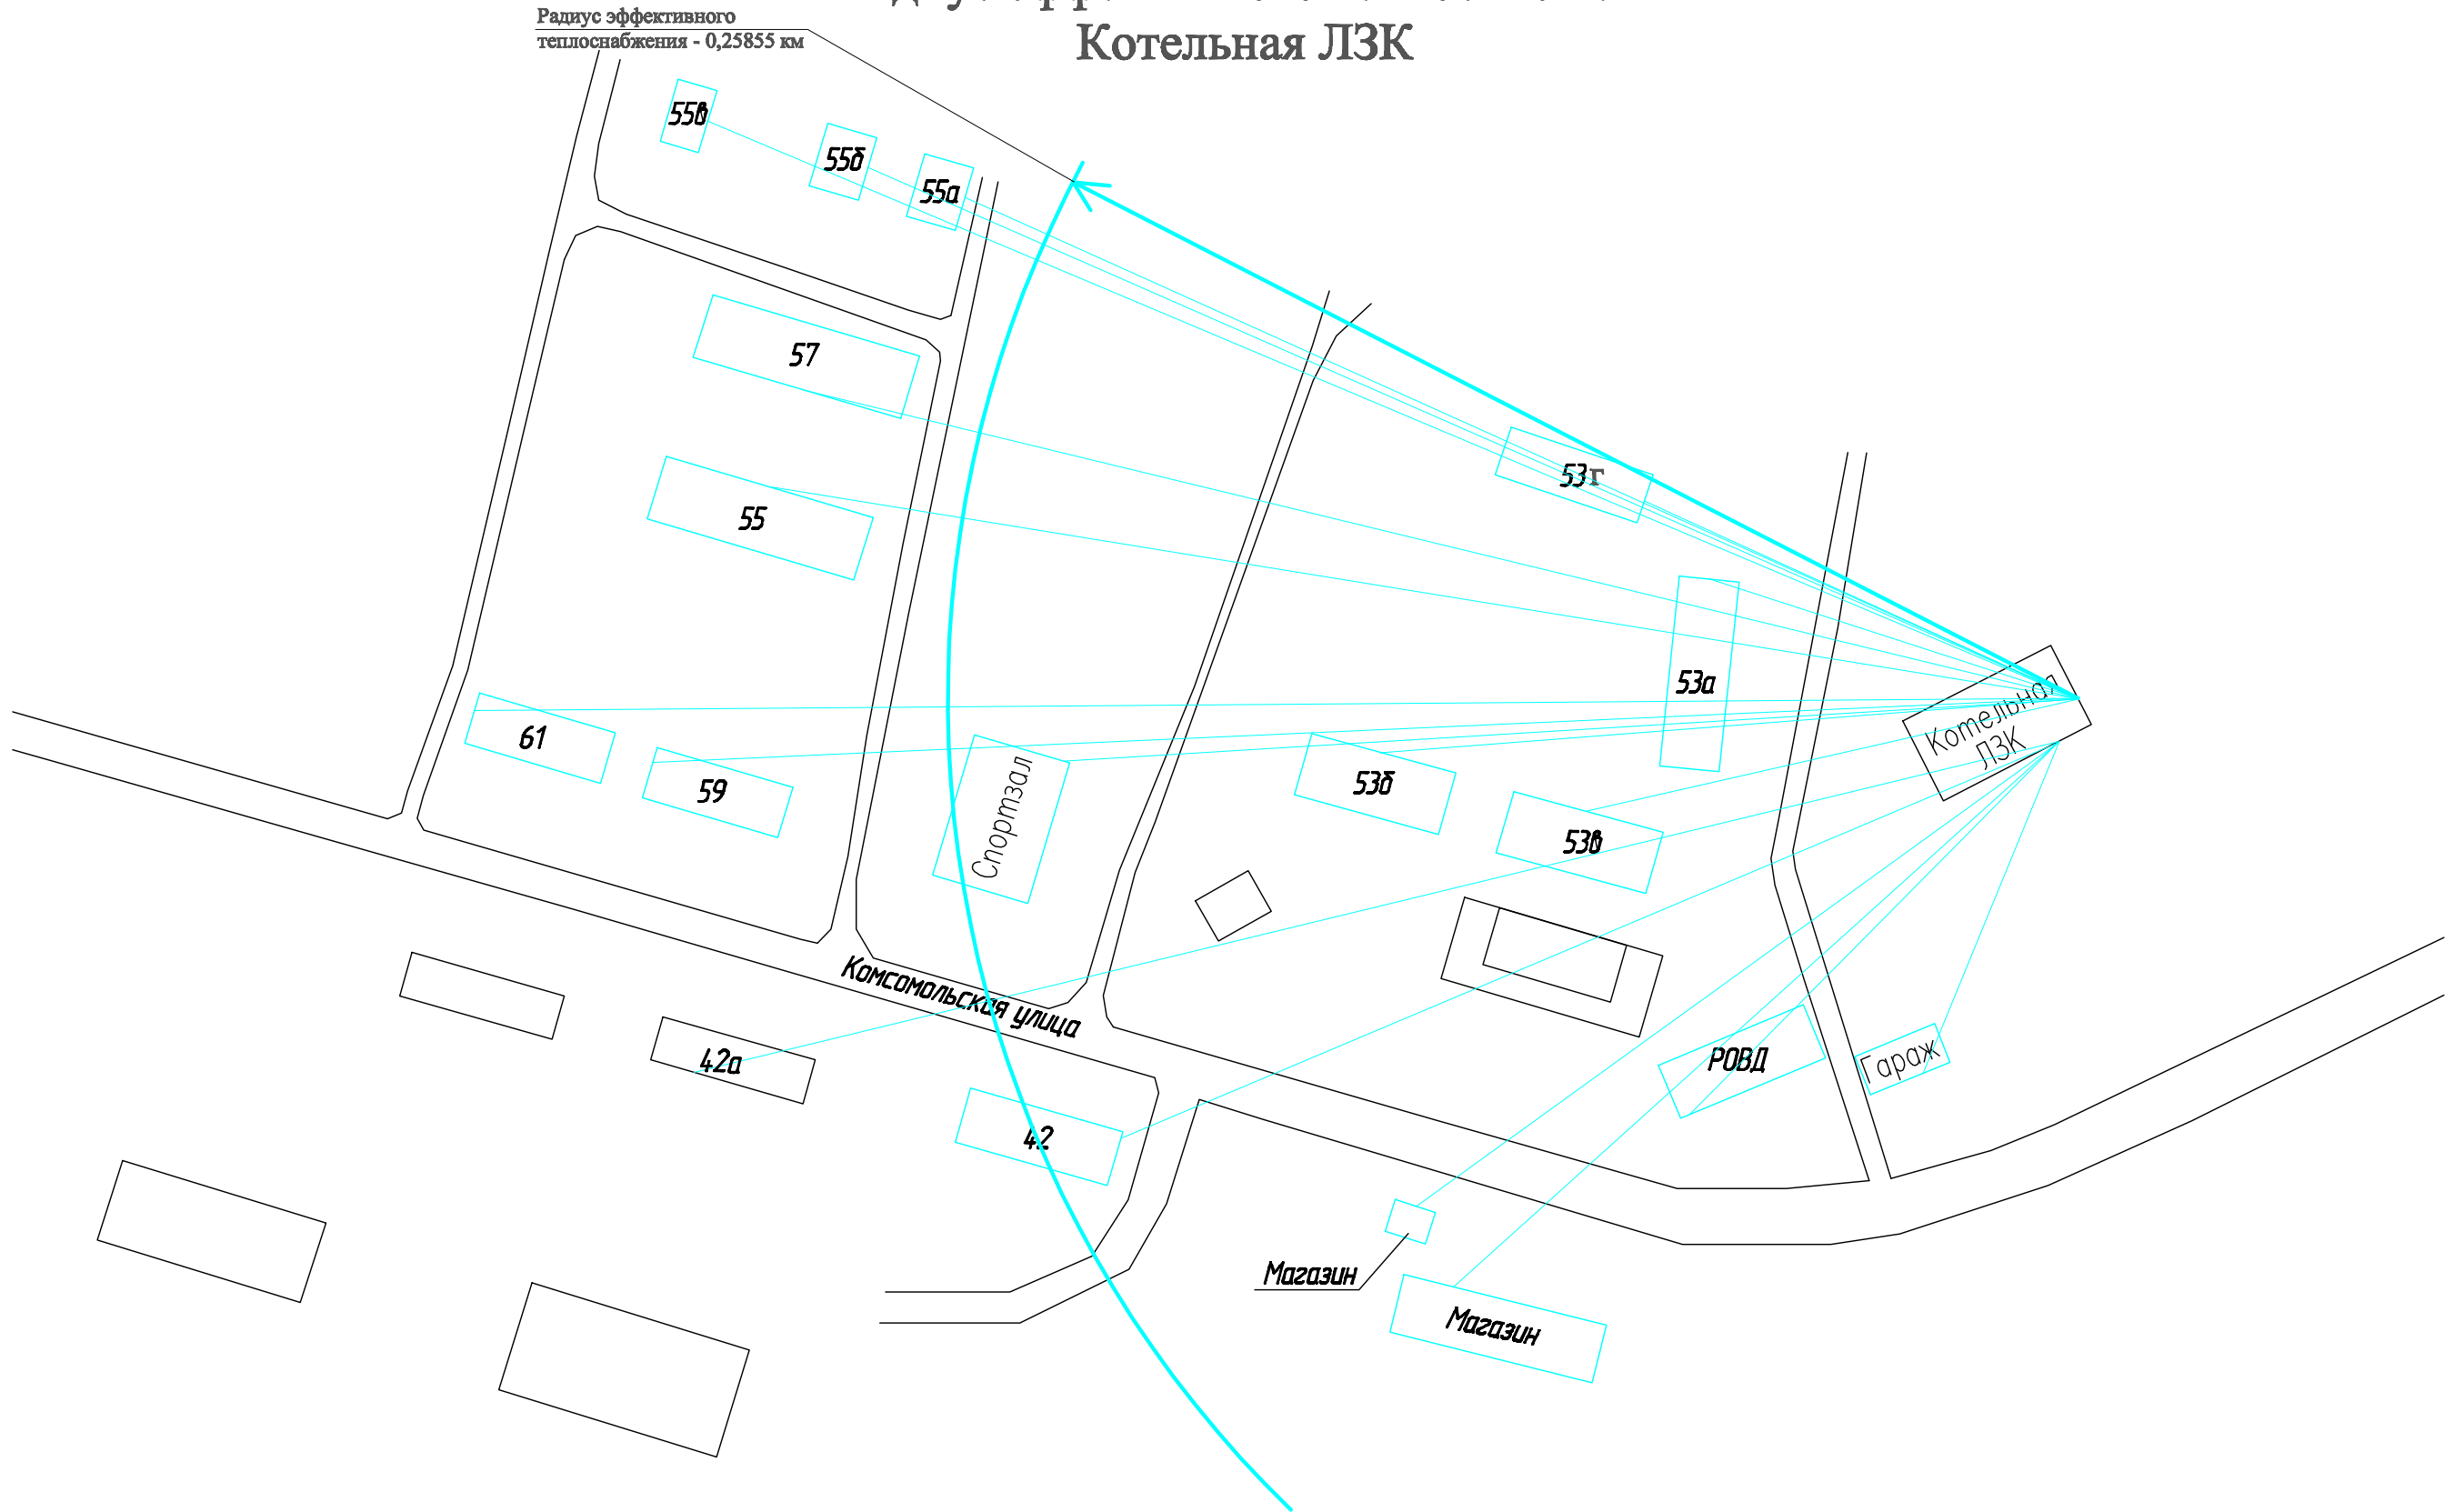 Радиус эффективного
теплоснабжения - 0,25855 км
Котельная ЛЗК
55в
55б
55а
57
53г
55
53а
Котельная
ЛЗК
61
59
Спортзал
53б
53в
Комсомольская улица
42а
РОВД
Гараж
42
Магазин
Магазин